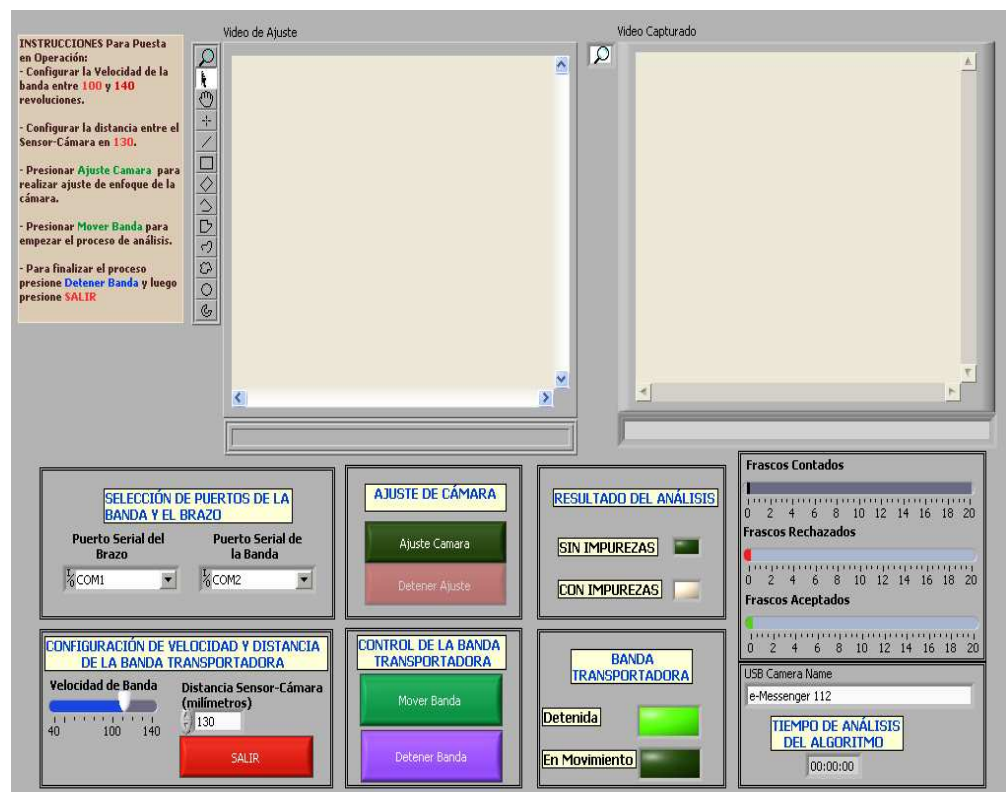 INSTRUCCIONES Para Puesta
en Operación:
- Configurar la Velocidad de la
banda entre 100 y 140
revoluciones.
- Configurar la distancia entre el
Sensor-Cámara en 130.
- Presionar Ajuste Camara para
realizar ajuste de enfoque de la
cámara.
- Presionar Mover Banda para
empezar el proceso de análisis.
- Para finalizar el proceso
presione Detener Banda y luego
presione SALIR
Video de Ajuste
Video Capturado
SELECCIÓN DE PUERTOS DE LA
BANDA Y EL BRAZO
Puerto Serial del
Brazo
COM1
Puerto Serial de
la Banda
COM2
AJUSTE DE CÁMARA
Ajuste Camara
Detener Ajuste
RESULTADO DEL ANÁLISIS
SIN IMPUREZAS
CON IMPUREZAS
Frascos Contados
0 2 4 6 8 10 12 14 16 18 20
Frascos Rechazados
0 2 4 6 8 10 12 14 16 18 20
Frascos Aceptados
0 2 4 6 8 10 12 14 16 18 20
CONFIGURACIÓN DE VELOCIDAD Y DISTANCIA
DE LA BANDA TRANSPORTADORA
Velocidad de Banda
40 100 140
Distancia Sensor-Cámara
(milímetros)
130
SALIR
CONTROL DE LA BANDA
TRANSPORTADORA
Mover Banda
Detener Banda
BANDA
TRANSPORTADORA
Detenida
En Movimiento
USB Camera Name
e-Messenger 112
TIEMPO DE ANÁLISIS
DEL ALGORITMO
00:00:00